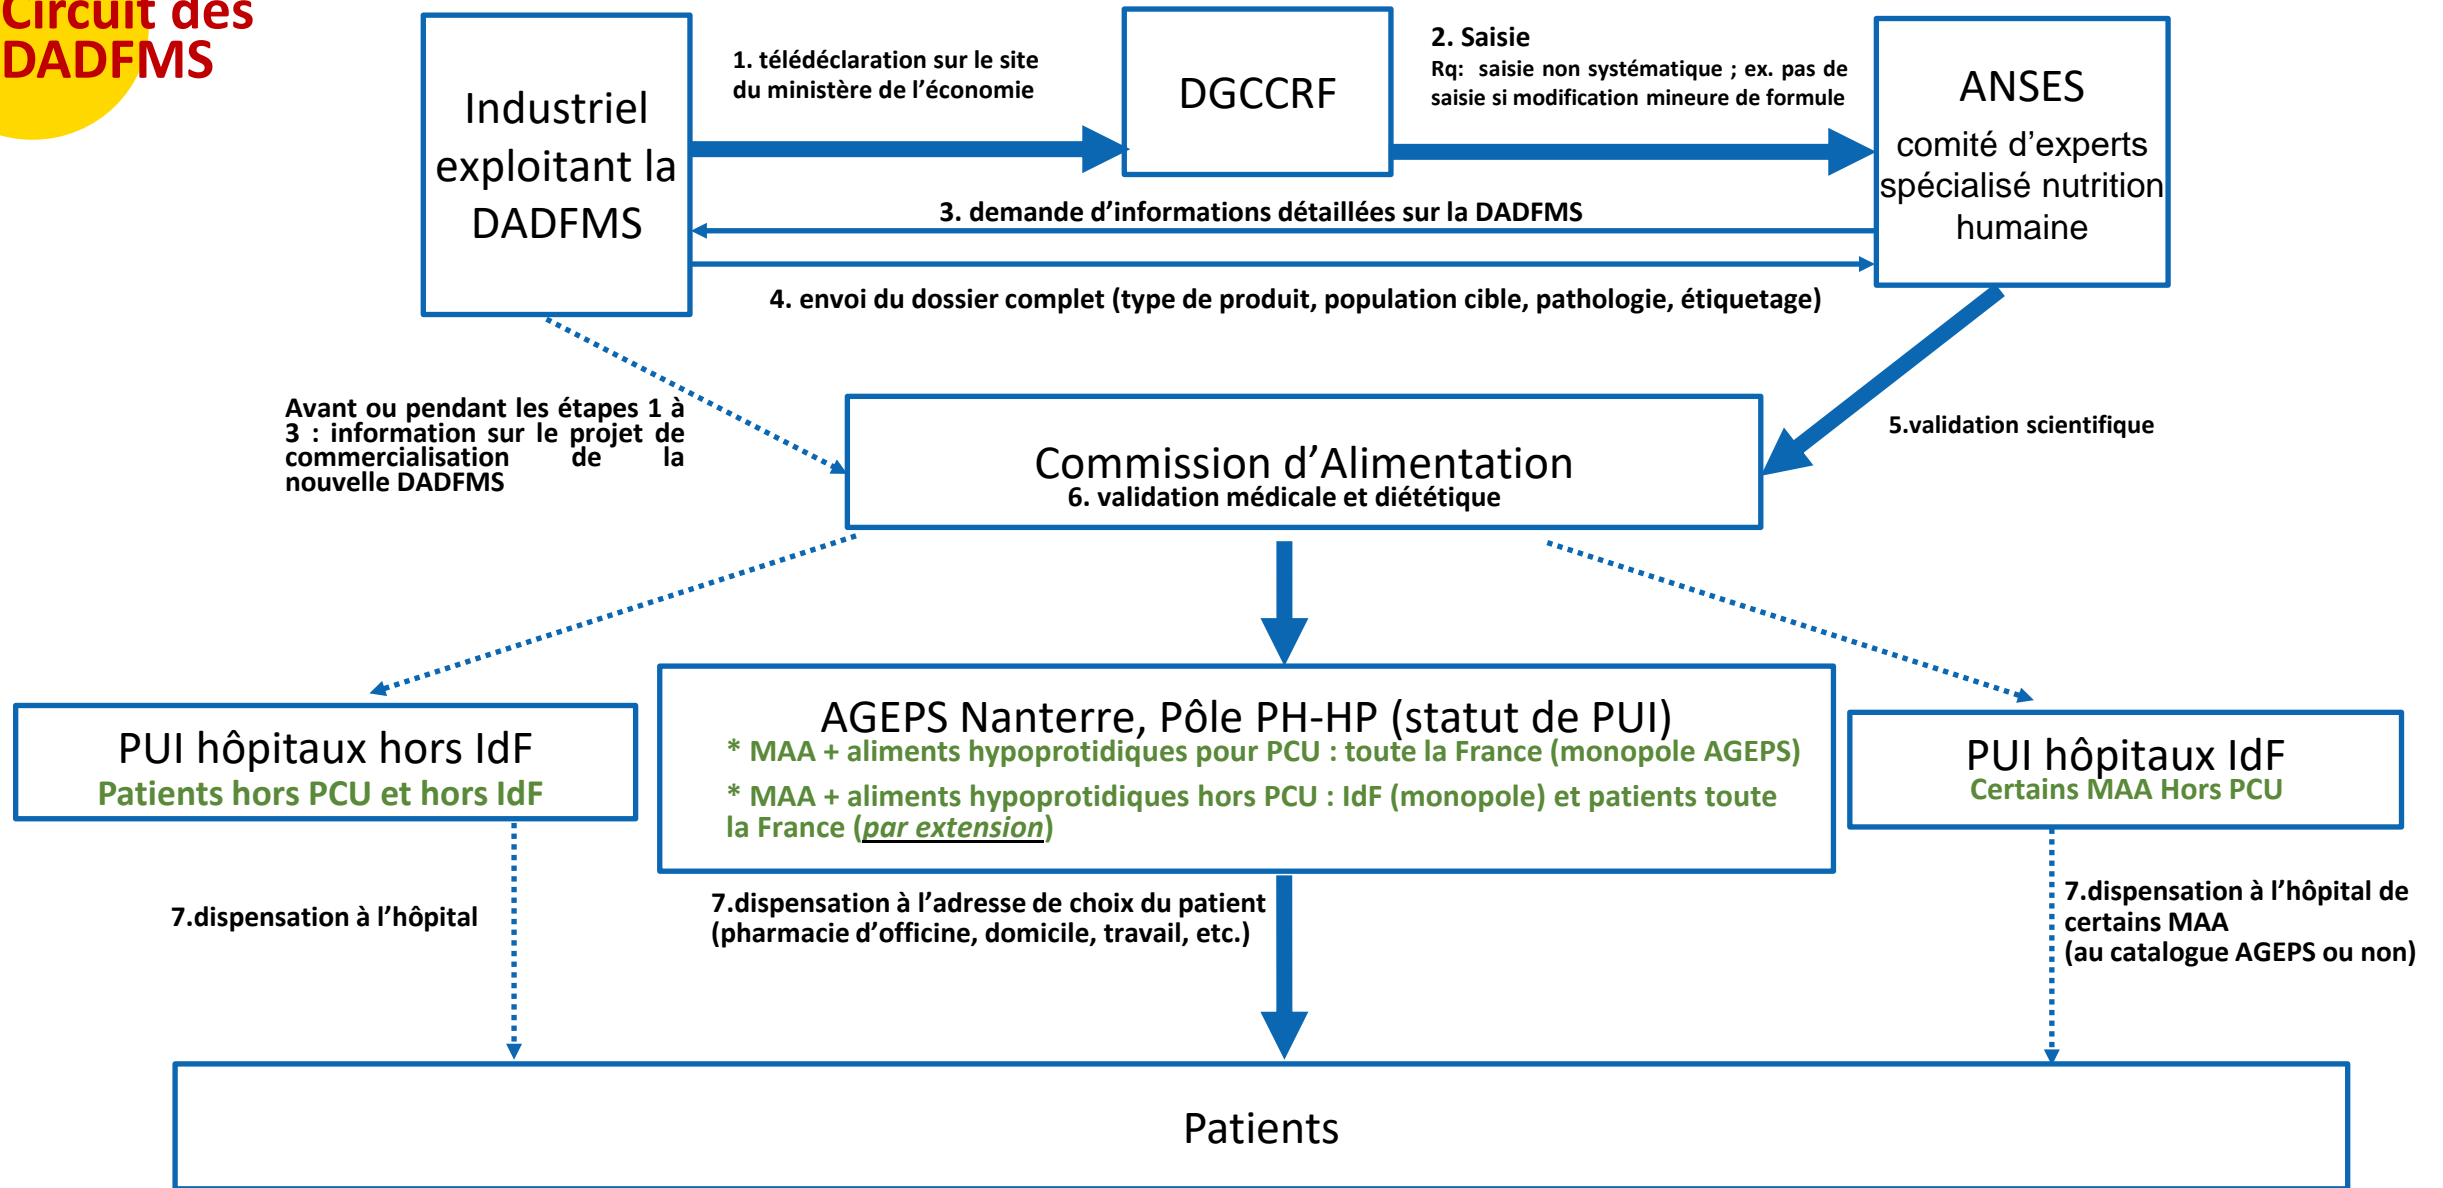 Circuit des
DADFMS
Industriel
exploitant la
DADFMS
1. télédéclaration sur le site
du ministère de l'économie
DGCCRF
2. Saisie
Rq: saisie non systématique ; ex. pas de
saisie si modification mineure de formule
ANSES
comité d'experts
spécialisé nutrition
humaine
3. demande d'informations détaillées sur la DADFMS
4. envoi du dossier complet (type de produit, population cible, pathologie, étiquetage)
Avant ou pendant les étapes 1 à
3 : information sur le projet de
commercialisation de la
nouvelle DADFMS
Commission d'Alimentation
6. validation médicale et diététique
5.validation scientifique
PUI hôpitaux hors IdF
Patients hors PCU et hors IdF
AGEPS Nanterre, Pôle PH-HP (statut de PUI)
* MAA + aliments hypoprotidiques pour PCU : toute la France (monopole AGEPS)
* MAA + aliments hypoprotidiques hors PCU : IdF (monopole) et patients toute
la France (par extension)
PUI hôpitaux IdF
Certains MAA Hors PCU
7.dispensation à l'hôpital
7.dispensation à l'adresse de choix du patient
(pharmacie d'officine, domicile, travail, etc.)
7.dispensation à l'hôpital de
certains MAA
(au catalogue AGEPS ou non)
Patients